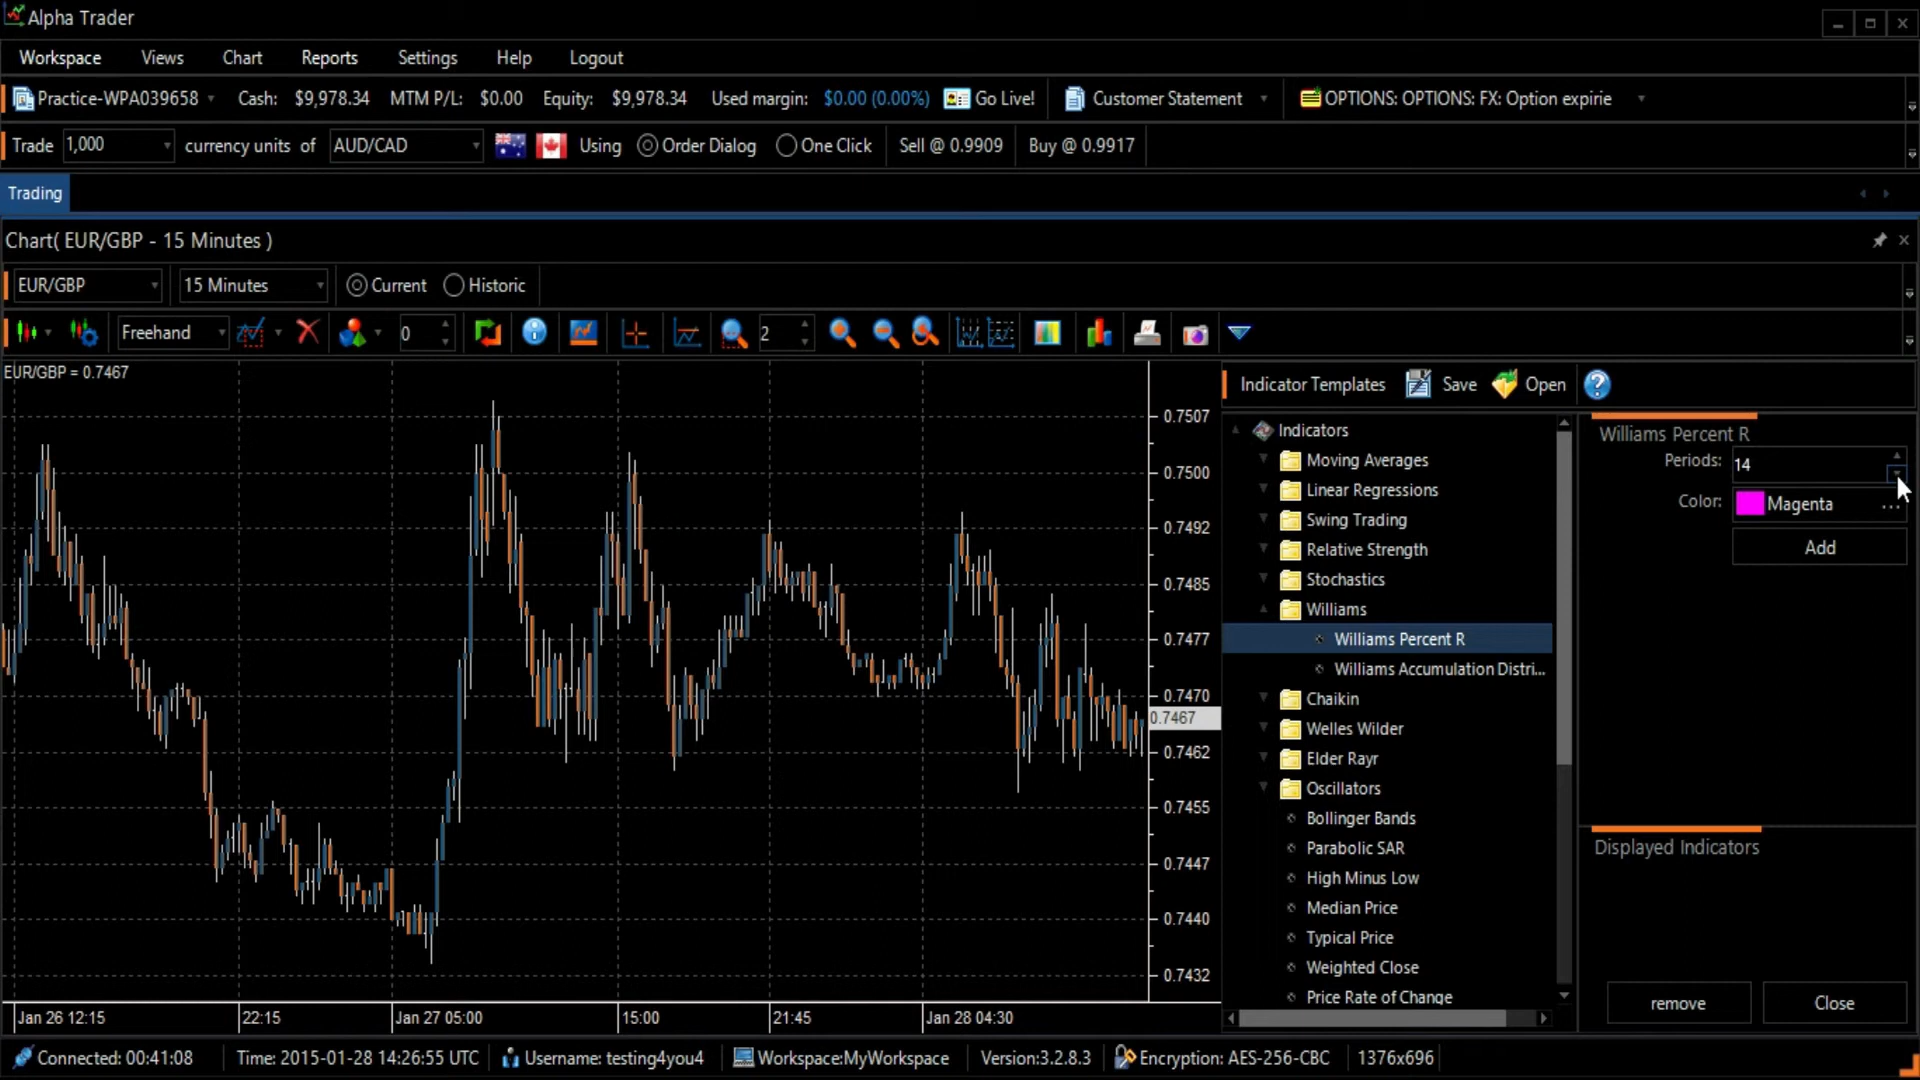 Alpha Trader
Workspace Views Chart Reports Settings Help Logout
Practice-WPA039658 Cash: $9,978.34 MTM P/L: $0.00 Equity: $9,978.34 Used margin: $0.00 (0.00%) Go Live! Customer Statement OPTIONS: OPTIONS: FX: Option expirie
Trade 1,000 currency units of AUD/CAD Using Order Dialog One Click Sell @ 0.9909 Buy @ 0.9917
Trading
Chart( EUR/GBP - 15 Minutes )
EUR/GBP 15 Minutes Current Historic
Freehand 0 2
EUR/GBP = 0.7467
0.7507
0.7500
0.7492
0.7485
0.7477
0.7470
0.7467
0.7462
0.7455
0.7447
0.7440
0.7432
Jan 26 12:15 22:15 Jan 27 05:00 15:00 21:45 Jan 28 04:30
Indicator Templates Save Open ?
Indicators
Moving Averages
Linear Regressions
Swing Trading
Relative Strength
Stochastics
Williams
Williams Percent R
Williams Accumulation Distri...
Chaikin
Welles Wilder
Elder Rayr
Oscillators
Bollinger Bands
Parabolic SAR
High Minus Low
Median Price
Typical Price
Weighted Close
Price Rate of Change
Williams Percent R
Periods: 14
Color: Magenta ...
Add
Displayed Indicators
remove Close
Connected: 00:41:08 Time: 2015-01-28 14:26:55 UTC Username: testing4you4 Workspace:MyWorkspace Version:3.2.8.3 Encryption: AES-256-CBC 1376x696